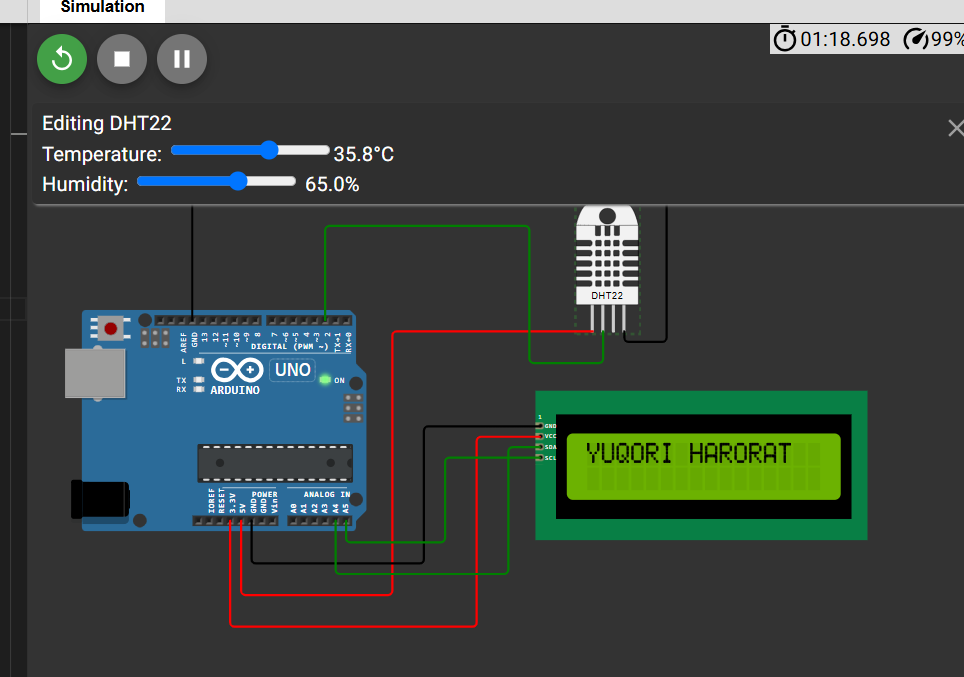 Simulation
01:18.698 99%
Editing DHT22
Temperature: 35.8°C
Humidity: 65.0%
DHT22
AREF
GND
13
12
~11
~10
~9
8
7
~6
~5
4
~3
2
TX→1
RX←0
DIGITAL (PWM ~)
L
TX
RX
UNO
ON
ARDUINO
1
GND
VCC
SDA
SCL
YUQORI HARORAT
POWER
ANALOG IN
IOREF
RESET
3.3V
5V
GND
GND
Vin
A0
A1
A2
A3
A4
A5